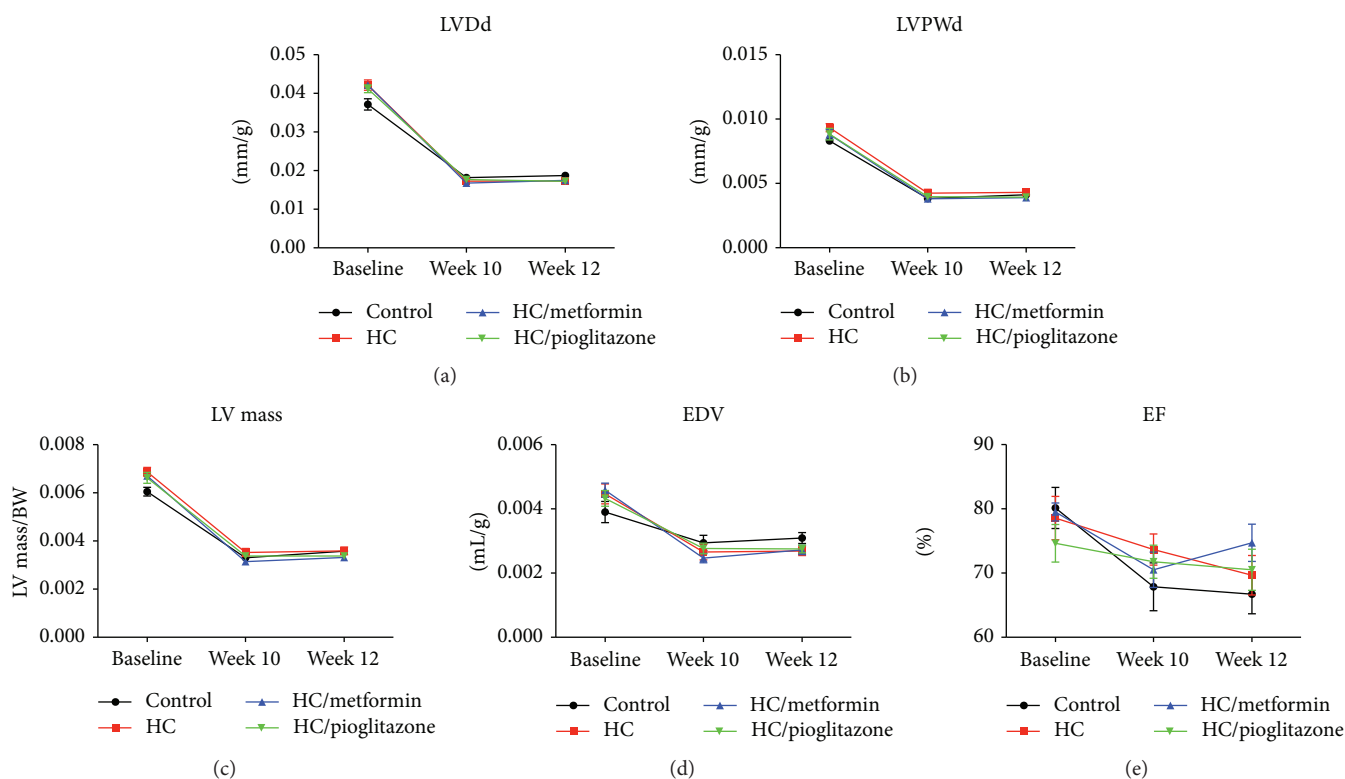 LVDd
0.05
0.04
0.03
0.02
0.01
0.00
(mm/g)
Baseline Week 10 Week 12
Control HC/metformin
HC HC/pioglitazone
(a)
LVPWd
0.015
0.010
0.005
0.000
(mm/g)
Baseline Week 10 Week 12
Control HC/metformin
HC HC/pioglitazone
(b)
LV mass
0.008
0.006
0.004
0.002
0.000
LV mass/BW
Baseline Week 10 Week 12
Control HC/metformin
HC HC/pioglitazone
(c)
EDV
0.006
0.004
0.002
0.000
(mL/g)
Baseline Week 10 Week 12
Control HC/metformin
HC HC/pioglitazone
(d)
EF
90
80
70
60
(%)
Baseline Week 10 Week 12
Control HC/metformin
HC HC/pioglitazone
(e)